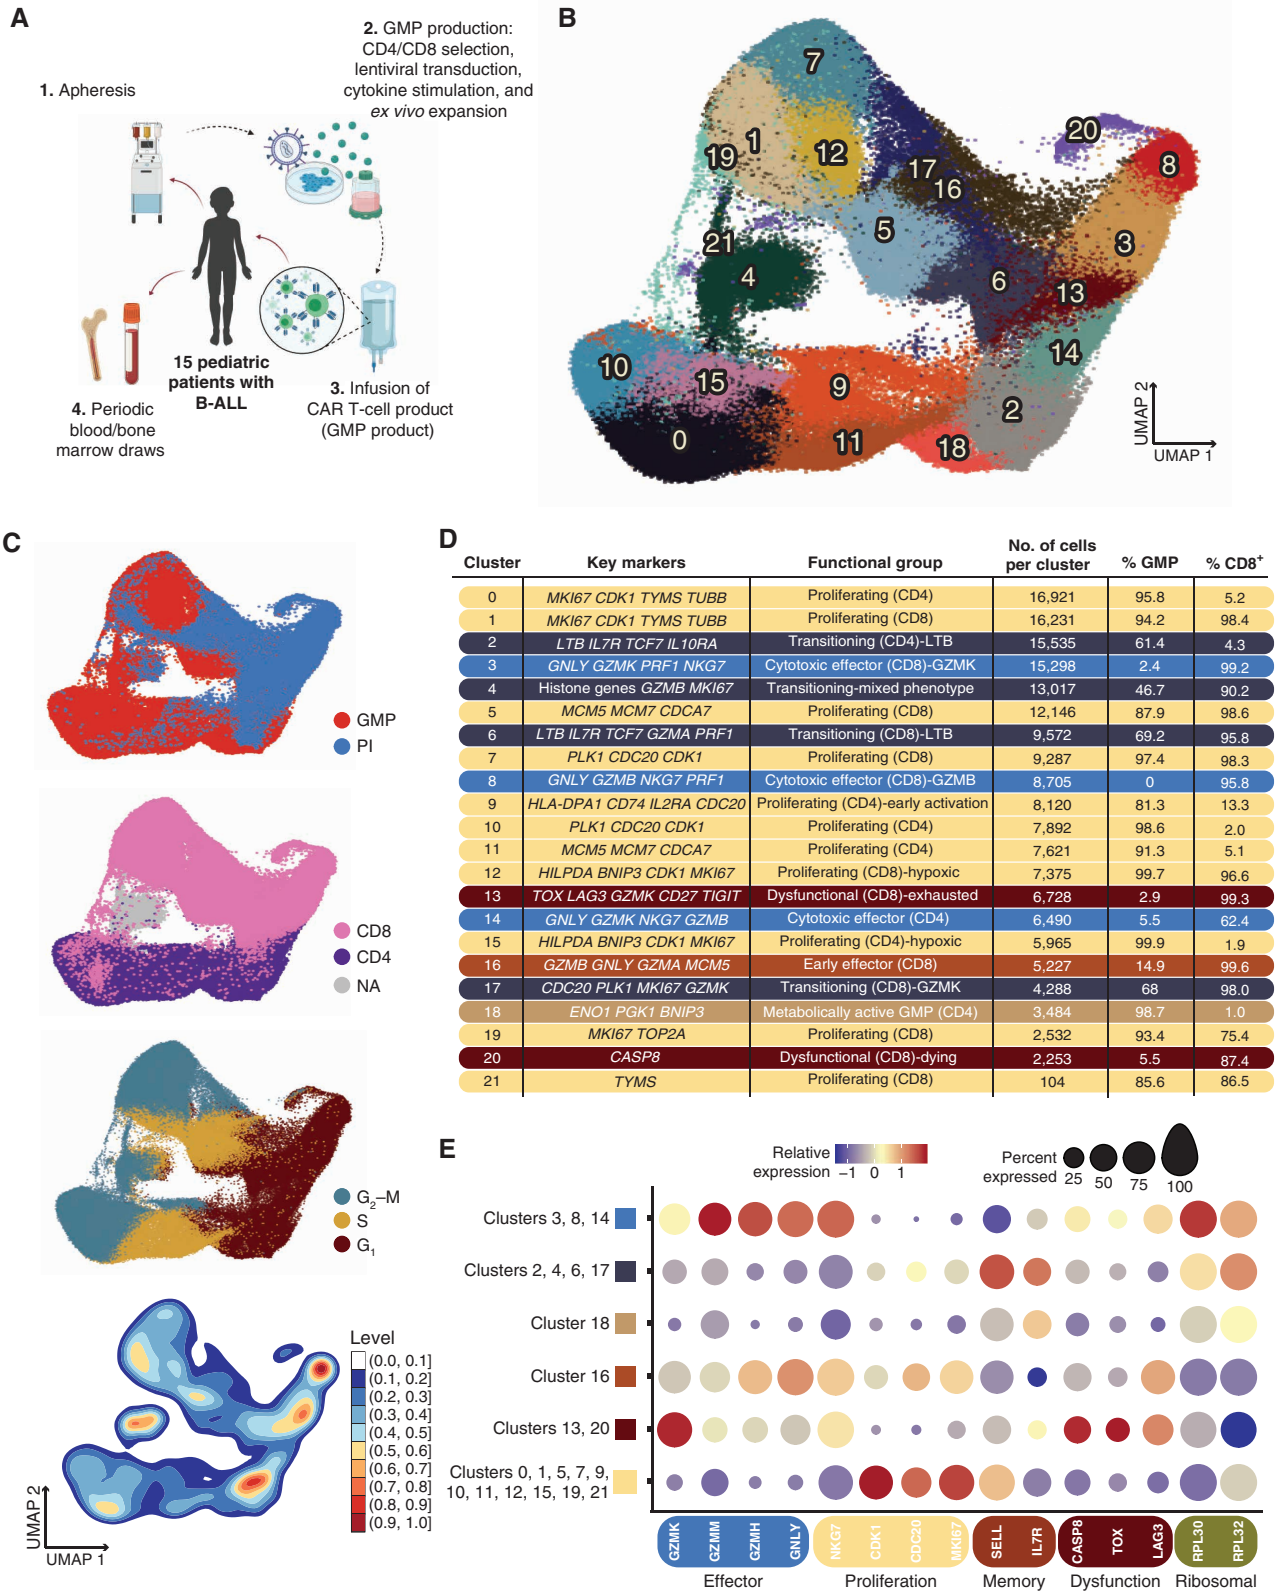 A
1. Apheresis
2. GMP production:
CD4/CD8 selection,
lentiviral transduction,
cytokine stimulation, and
ex vivo expansion
15 pediatric
patients with
B-ALL
3. Infusion of
CAR T-cell product
(GMP product)
4. Periodic
blood/bone
marrow draws
B
7
1
12
19
17
16
20
8
5
3
21
4
6
13
14
10
15
9
2
0
11
18
UMAP 2
UMAP 1
C
GMP
PI
CD8
CD4
NA
G2–M
S
G1
Level
(0.0, 0.1]
(0.1, 0.2]
(0.2, 0.3]
(0.3, 0.4]
(0.4, 0.5]
(0.5, 0.6]
(0.6, 0.7]
(0.7, 0.8]
(0.8, 0.9]
(0.9, 1.0]
UMAP 2
UMAP 1
D
Cluster Key markers Functional group No. of cells per cluster % GMP % CD8+
0 MKI67 CDK1 TYMS TUBB Proliferating (CD4) 16,921 95.8 5.2
1 MKI67 CDK1 TYMS TUBB Proliferating (CD8) 16,231 94.2 98.4
2 LTB IL7R TCF7 IL10RA Transitioning (CD4)-LTB 15,535 61.4 4.3
3 GNLY GZMK PRF1 NKG7 Cytotoxic effector (CD8)-GZMK 15,298 2.4 99.2
4 Histone genes GZMB MKI67 Transitioning-mixed phenotype 13,017 46.7 90.2
5 MCM5 MCM7 CDCA7 Proliferating (CD8) 12,146 87.9 98.6
6 LTB IL7R TCF7 GZMA PRF1 Transitioning (CD8)-LTB 9,572 69.2 95.8
7 PLK1 CDC20 CDK1 Proliferating (CD8) 9,287 97.4 98.3
8 GNLY GZMB NKG7 PRF1 Cytotoxic effector (CD8)-GZMB 8,705 0 95.8
9 HLA-DPA1 CD74 IL2RA CDC20 Proliferating (CD4)-early activation 8,120 81.3 13.3
10 PLK1 CDC20 CDK1 Proliferating (CD4) 7,892 98.6 2.0
11 MCM5 MCM7 CDCA7 Proliferating (CD4) 7,621 91.3 5.1
12 HILPDA BNIP3 CDK1 MKI67 Proliferating (CD8)-hypoxic 7,375 99.7 96.6
13 TOX LAG3 GZMK CD27 TIGIT Dysfunctional (CD8)-exhausted 6,728 2.9 99.3
14 GNLY GZMK NKG7 GZMB Cytotoxic effector (CD4) 6,490 5.5 62.4
15 HILPDA BNIP3 CDK1 MKI67 Proliferating (CD4)-hypoxic 5,965 99.9 1.9
16 GZMB GNLY GZMA MCM5 Early effector (CD8) 5,227 14.9 99.6
17 CDC20 PLK1 MKI67 GZMK Transitioning (CD8)-GZMK 4,288 68 98.0
18 ENO1 PGK1 BNIP3 Metabolically active GMP (CD4) 3,484 98.7 1.0
19 MKI67 TOP2A Proliferating (CD8) 2,532 93.4 75.4
20 CASP8 Dysfunctional (CD8)-dying 2,253 5.5 87.4
21 TYMS Proliferating (CD8) 104 85.6 86.5
E
Relative
expression
−1 0 1
Percent
expressed
25 50 75 100
Clusters 3, 8, 14
Clusters 2, 4, 6, 17
Cluster 18
Cluster 16
Clusters 13, 20
Clusters 0, 1, 5, 7, 9,
10, 11, 12, 15, 19, 21
GZMK GZMM GZMH GNLY NKG7 CDK1 CDC20 MKI67 SELL IL7R CASP8 TOX LAG3 RPL30 RPL32
Effector Proliferation Memory Dysfunction Ribosomal